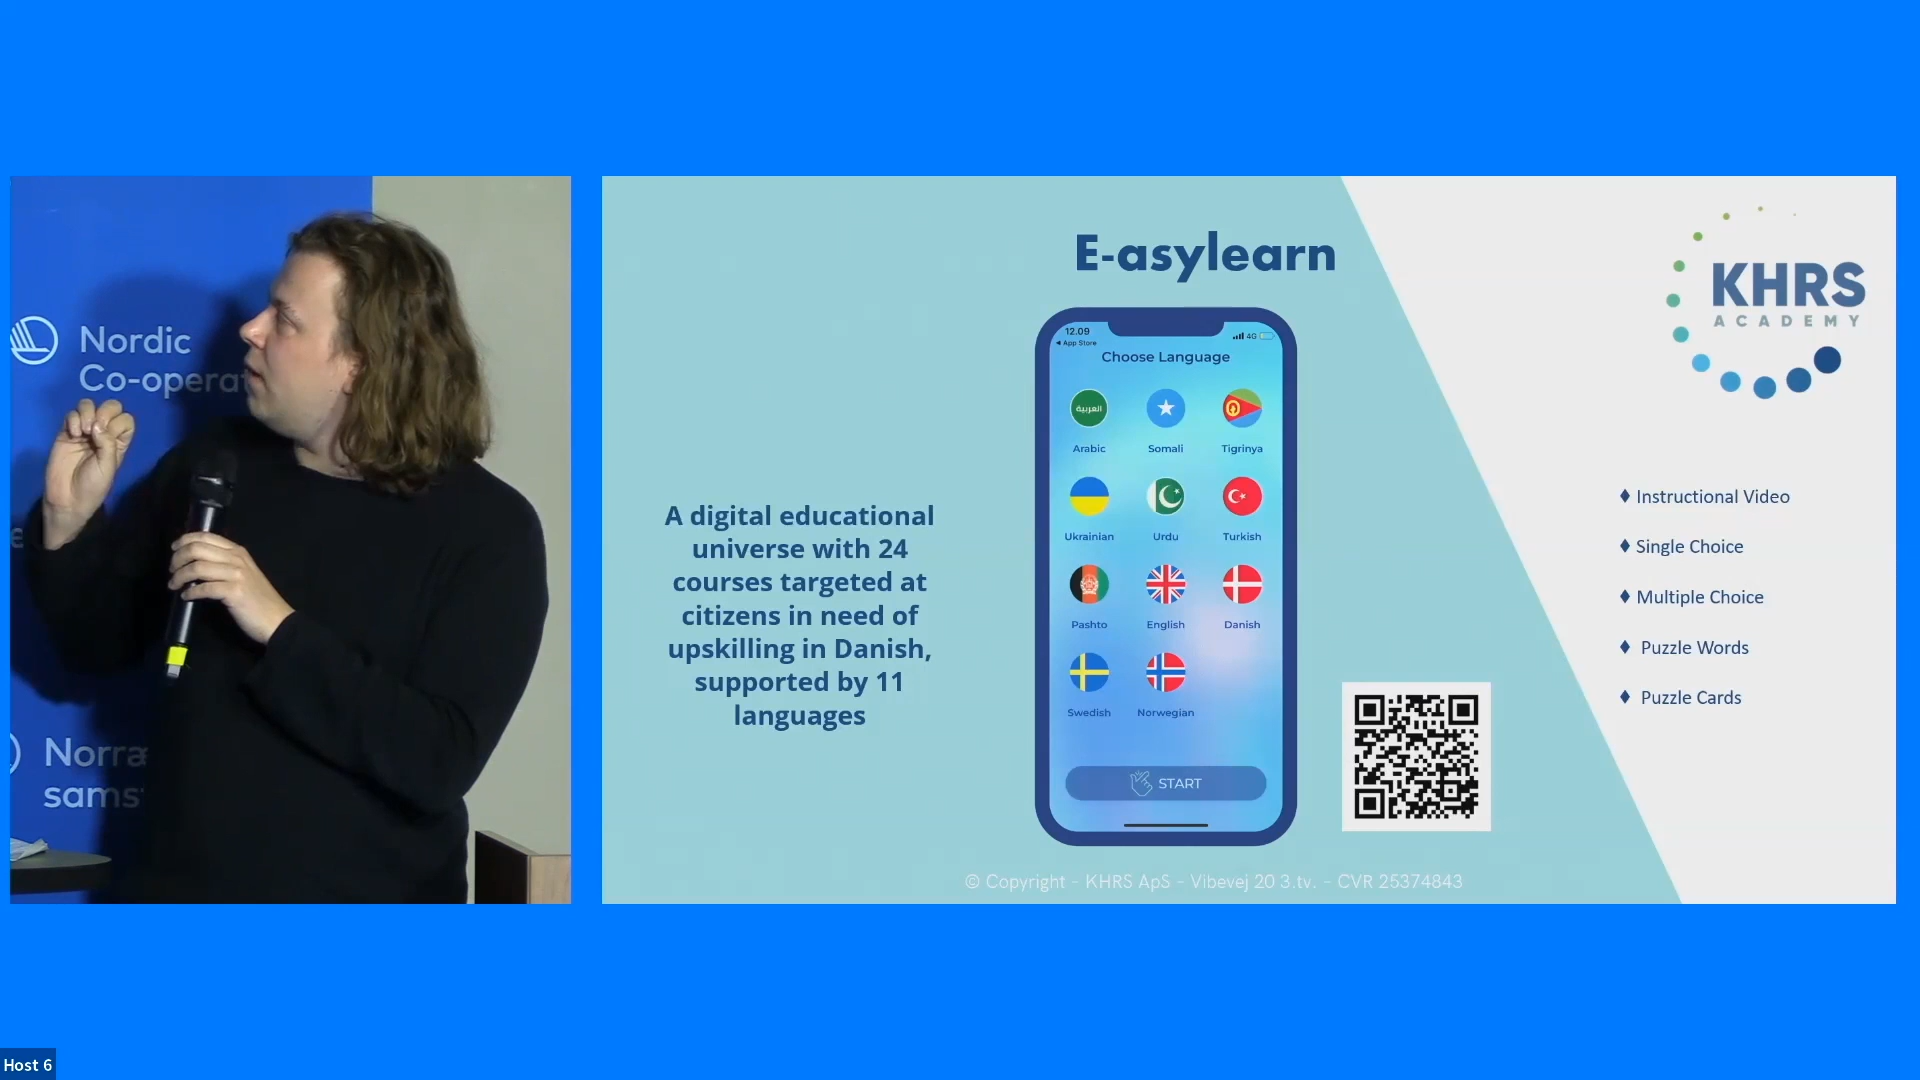 Nordic
Co-operat
Norræ
sams
E-asylearn
KHRS
ACADEMY
12.09
4G
◀ App Store
Choose Language
العربية
Arabic
Somali
Tigrinya
Ukrainian
Urdu
Turkish
Pashto
English
Danish
Swedish
Norwegian
START
A digital educational
universe with 24
courses targeted at
citizens in need of
upskilling in Danish,
supported by 11
languages
♦ Instructional Video
♦ Single Choice
♦ Multiple Choice
♦ Puzzle Words
♦ Puzzle Cards
© Copyright - KHRS ApS - Vibevej 20 3.tv. - CVR 25374843
Host 6